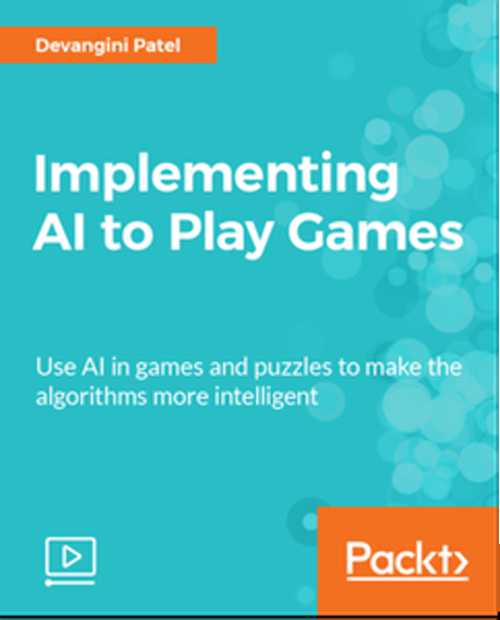 Devangini Patel
Implementing
AI to Play Games
Use AI in games and puzzles to make the
algorithms more intelligent
Packt>